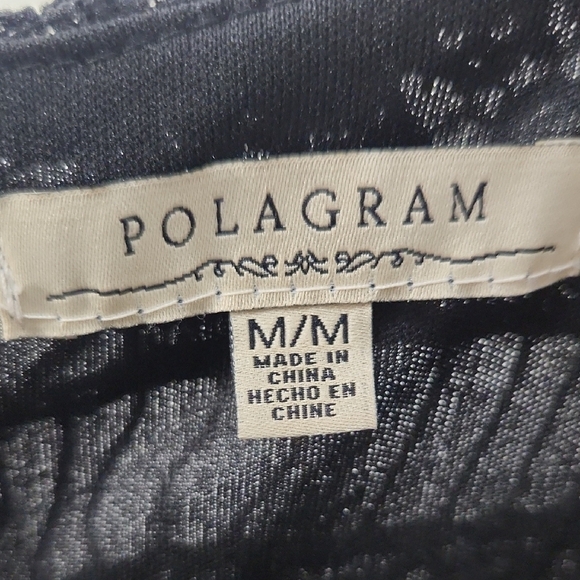 POLAGRAM
M/M
MADE IN
CHINA
HECHO EN
CHINE